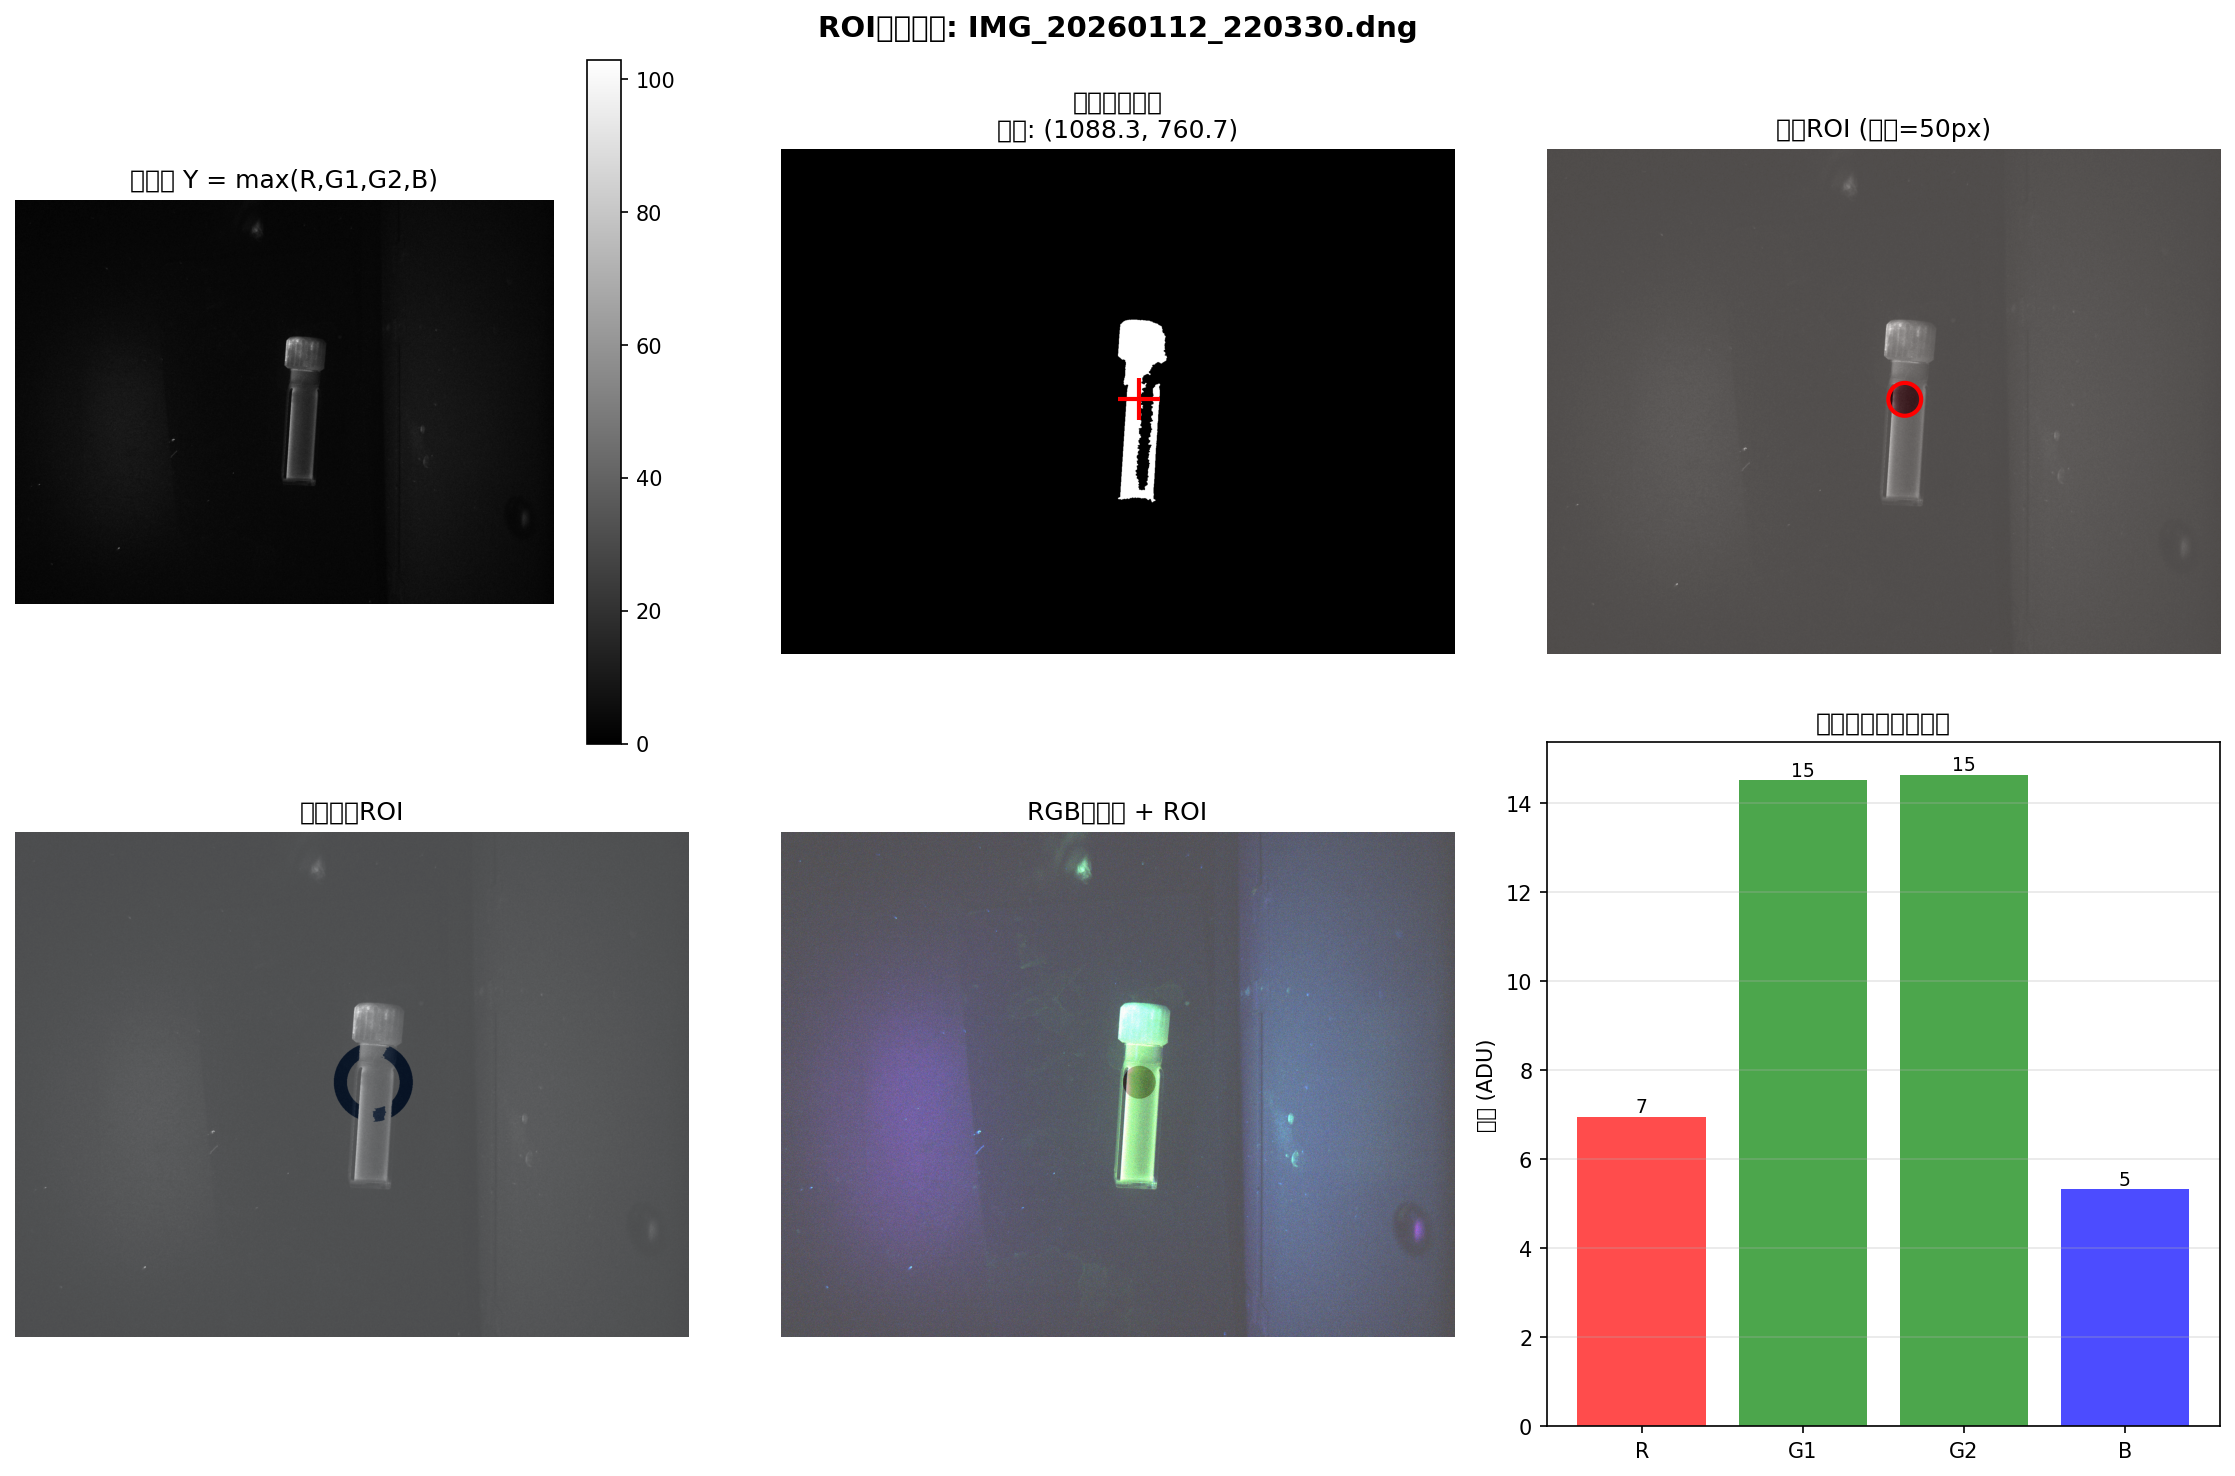 ROI: IMG_20260112_220330.dng
Y = max(R,G1,G2,B)
100
80
60
40
20
0
: (1088.3, 760.7)
ROI (=50px)
ROI
RGB + ROI
(ADU)
14
12
10
8
6
4
2
0
7
15
15
5
R
G1
G2
B